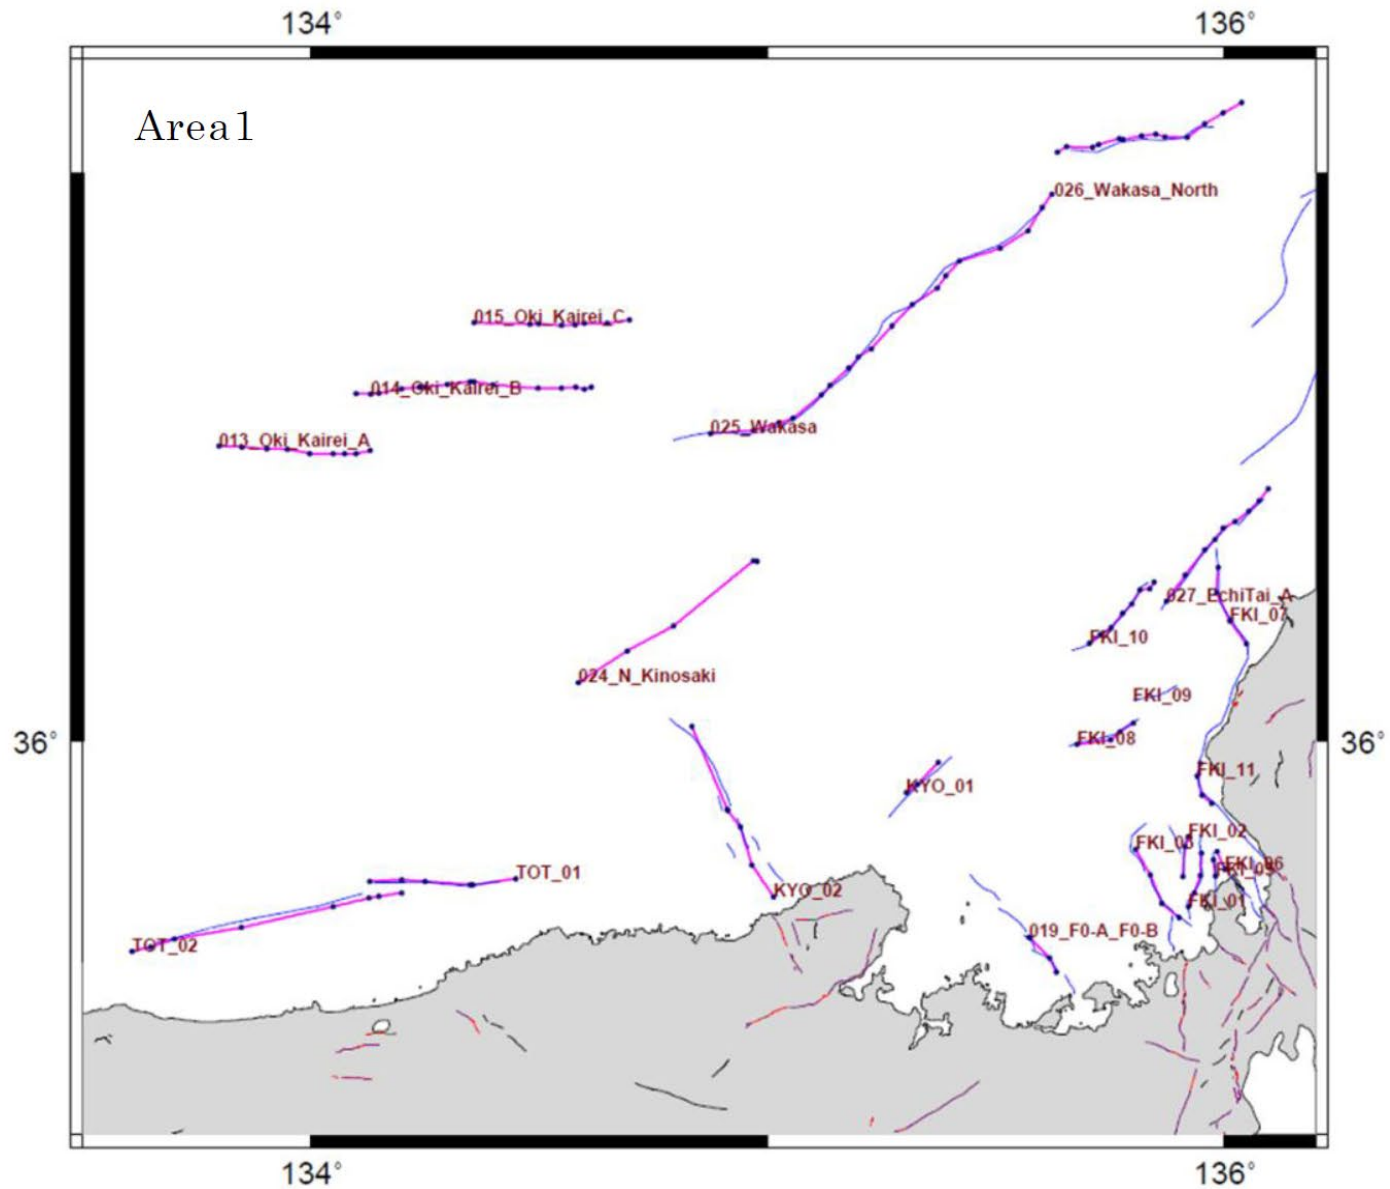 134°
136°
Area1
026_Wakasa_North
015_Oki_Kairei_C
014_Oki_Kairei_B
025_Wakasa
013_Oki_Kairei_A
027_EchiTai_A
FKI_07
FKI_10
024_N_Kinosaki
FKI_09
36°
FKI_08
36°
FKI_11
KYO_01
FKI_02
FKI_03
FKI_06
FKI_05
TOT_01
KYO_02
FKI_01
019_F0-A_F0-B
TOT_02
134°
136°